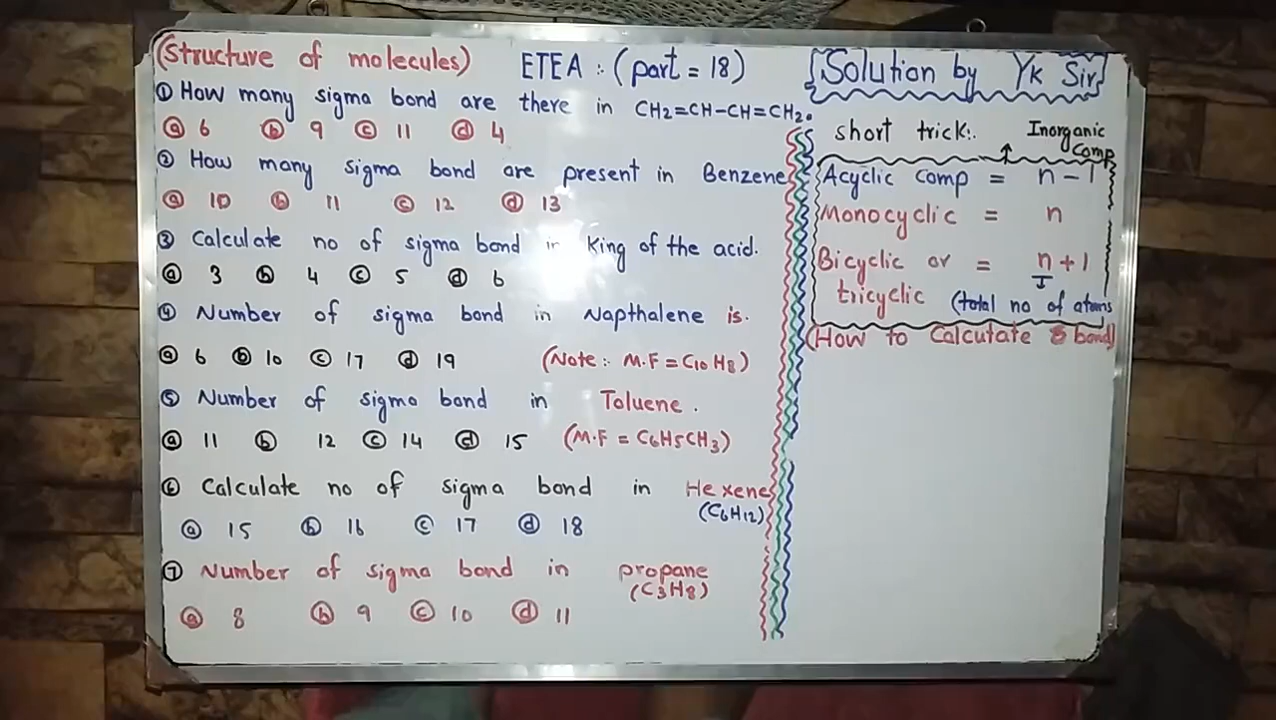 (Structure of molecules) ETEA :- (part = 18)
① How many sigma bond are there in CH2=CH-CH=CH2.
ⓐ 6 ⓑ 9 ⓒ 11 ⓓ 4
② How many sigma bond are present in Benzene
ⓐ 10 ⓑ 11 ⓒ 12 ⓓ 13
③ Calculate no of sigma bond in King of the acid.
ⓐ 3 ⓑ 4 ⓒ 5 ⓓ 6
④ Number of sigma bond in Napthalene is.
ⓐ 6 ⓑ 10 ⓒ 17 ⓓ 19 (Note :- M.F = C10H8)
⑤ Number of sigma bond in Toluene.
ⓐ 11 ⓑ 12 ⓒ 14 ⓓ 15 (M.F = C6H5CH3)
⑥ Calculate no of sigma bond in Hexene
(C6H12)
ⓐ 15 ⓑ 16 ⓒ 17 ⓓ 18
⑦ Number of sigma bond in propane
(C3H8)
ⓐ 8 ⓑ 9 ⓒ 10 ⓓ 11
{Solution by Yk Sir}
short trick:. Inorganic
Comp
Acyclic comp = n-1
Monocyclic = n
Bicyclic or = n+1
tricyclic (total no of atoms
(How to Calcutate bond)